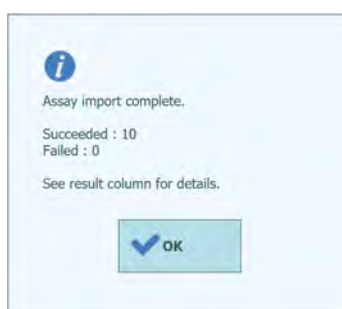 Assay import complete.
Succeeded : 10
Failed : 0
See result column for details.
OK